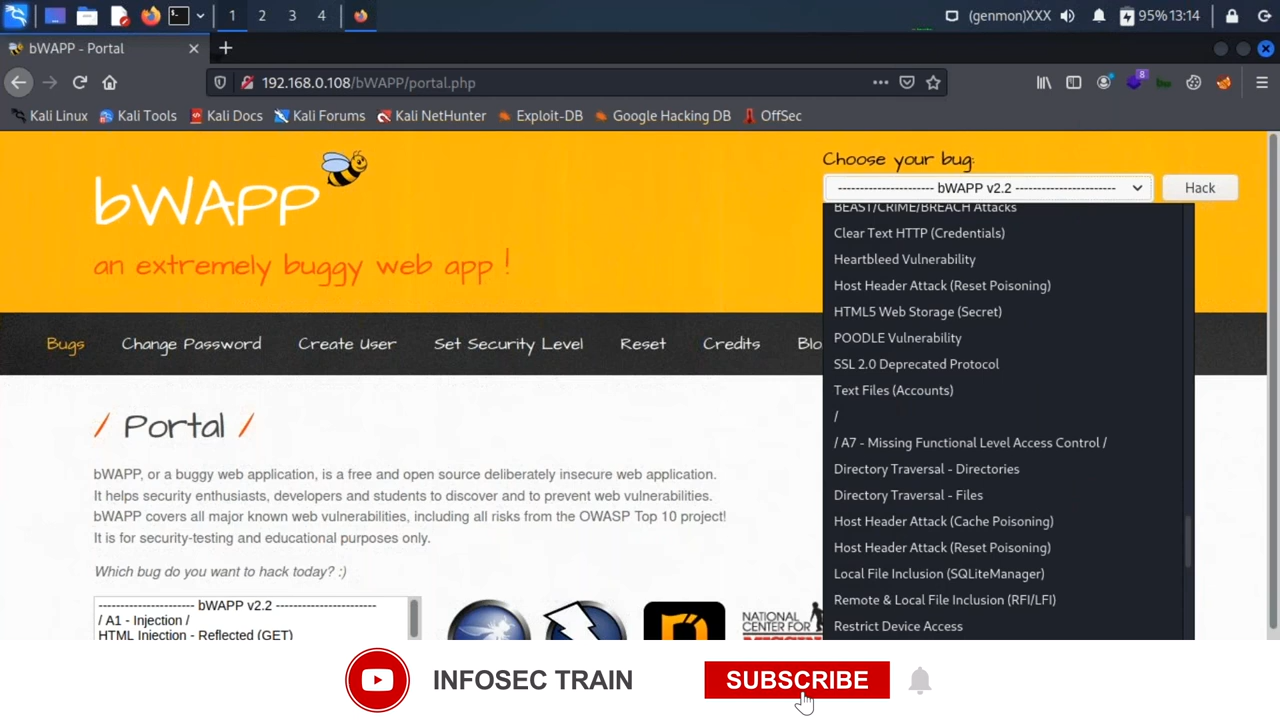 1 2 3 4 (genmon)XXX 95% 13:14
bWAPP - Portal
192.168.0.108/bWAPP/portal.php
8
Kali Linux Kali Tools Kali Docs Kali Forums Kali NetHunter Exploit-DB Google Hacking DB OffSec
Choose your bug:
--------------------- bWAPP v2.2 ---------------------- Hack
bWAPP
an extremely buggy web app !
BEAST/CRIME/BREACH Attacks
Clear Text HTTP (Credentials)
Heartbleed Vulnerability
Host Header Attack (Reset Poisoning)
HTML5 Web Storage (Secret)
POODLE Vulnerability
SSL 2.0 Deprecated Protocol
Text Files (Accounts)
/
/ A7 - Missing Functional Level Access Control /
Directory Traversal - Directories
Directory Traversal - Files
Host Header Attack (Cache Poisoning)
Host Header Attack (Reset Poisoning)
Local File Inclusion (SQLiteManager)
Remote & Local File Inclusion (RFI/LFI)
Restrict Device Access
Bugs Change Password Create User Set Security Level Reset Credits Blo
/ Portal /
bWAPP, or a buggy web application, is a free and open source deliberately insecure web application.
It helps security enthusiasts, developers and students to discover and to prevent web vulnerabilities.
bWAPP covers all major known web vulnerabilities, including all risks from the OWASP Top 10 project!
It is for security-testing and educational purposes only.
Which bug do you want to hack today? :)
---------------------- bWAPP v2.2 -----------------------
/ A1 - Injection /
HTML Injection - Reflected (GET)
NATIONAL
CENTER FOR
INFOSEC TRAIN SUBSCRIBE